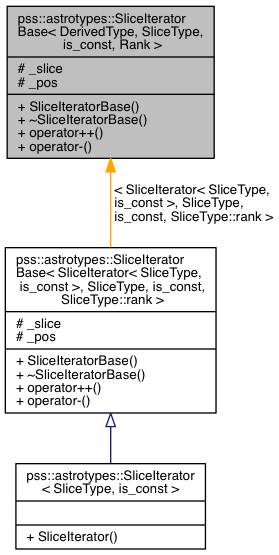 pss::astrotypes::SliceIterator
Base< DerivedType, SliceType,
is_const, Rank >
# _slice
# _pos
+ SliceIteratorBase()
+ ~SliceIteratorBase()
+ operator++()
+ operator-()
< SliceIterator< SliceType,
is_const >, SliceType,
is_const, SliceType::rank >
pss::astrotypes::SliceIterator
Base< SliceIterator< SliceType,
is_const >, SliceType, is_const,
SliceType::rank >
# _slice
# _pos
+ SliceIteratorBase()
+ ~SliceIteratorBase()
+ operator++()
+ operator-()
pss::astrotypes::SliceIterator
< SliceType, is_const >
+ SliceIterator()